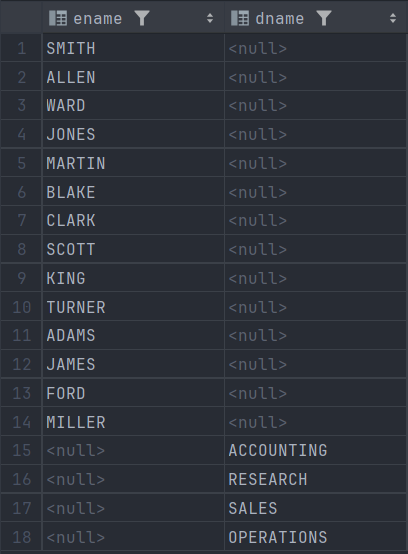 ename dname
1 SMITH <null>
2 ALLEN <null>
3 WARD <null>
4 JONES <null>
5 MARTIN <null>
6 BLAKE <null>
7 CLARK <null>
8 SCOTT <null>
9 KING <null>
10 TURNER <null>
11 ADAMS <null>
12 JAMES <null>
13 FORD <null>
14 MILLER <null>
15 <null> ACCOUNTING
16 <null> RESEARCH
17 <null> SALES
18 <null> OPERATIONS